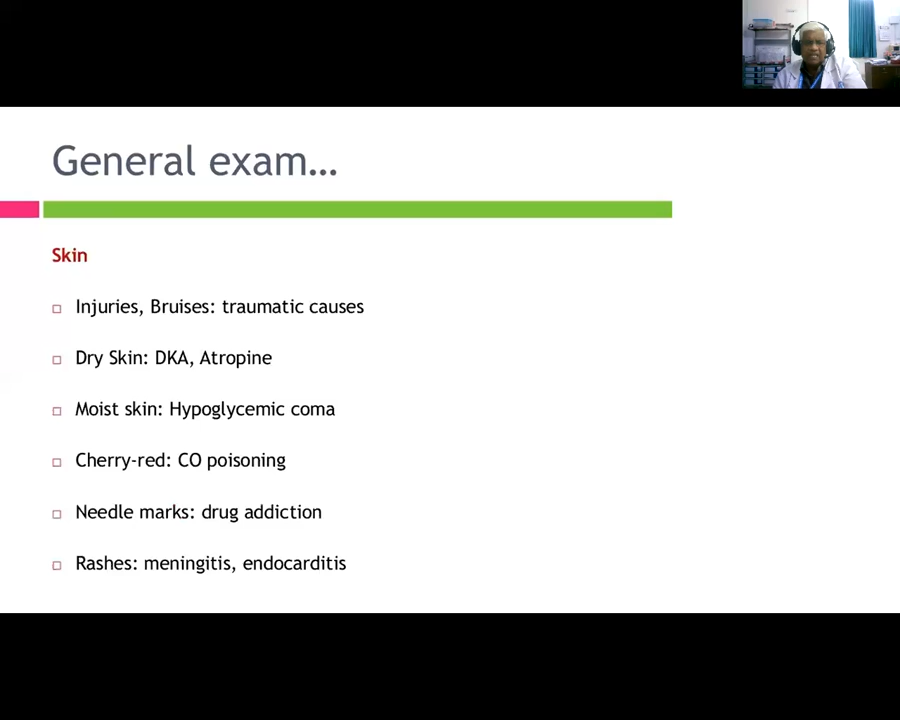 General exam...
Skin
Injuries, Bruises: traumatic causes
Dry Skin: DKA, Atropine
Moist skin: Hypoglycemic coma
Cherry-red: CO poisoning
Needle marks: drug addiction
Rashes: meningitis, endocarditis